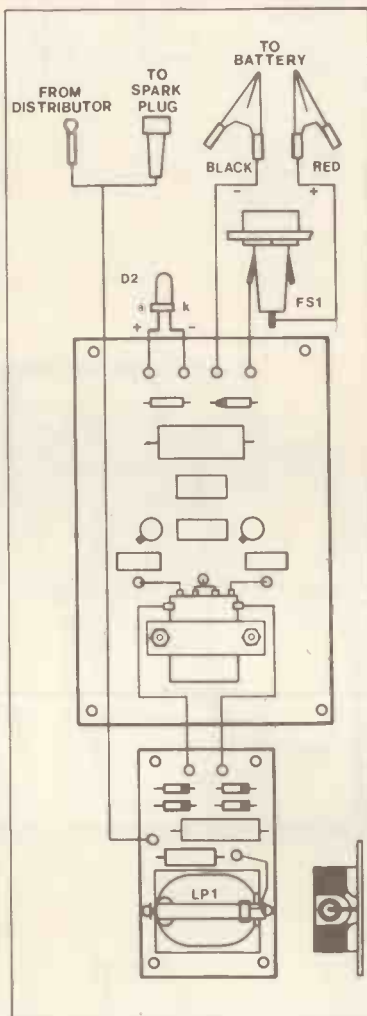 FROM
DISTRIBUTOR
TO
SPARK
PLUG
TO
BATTERY
BLACK
RED
-
+
D2
a
k
+
-
FS1
LP1